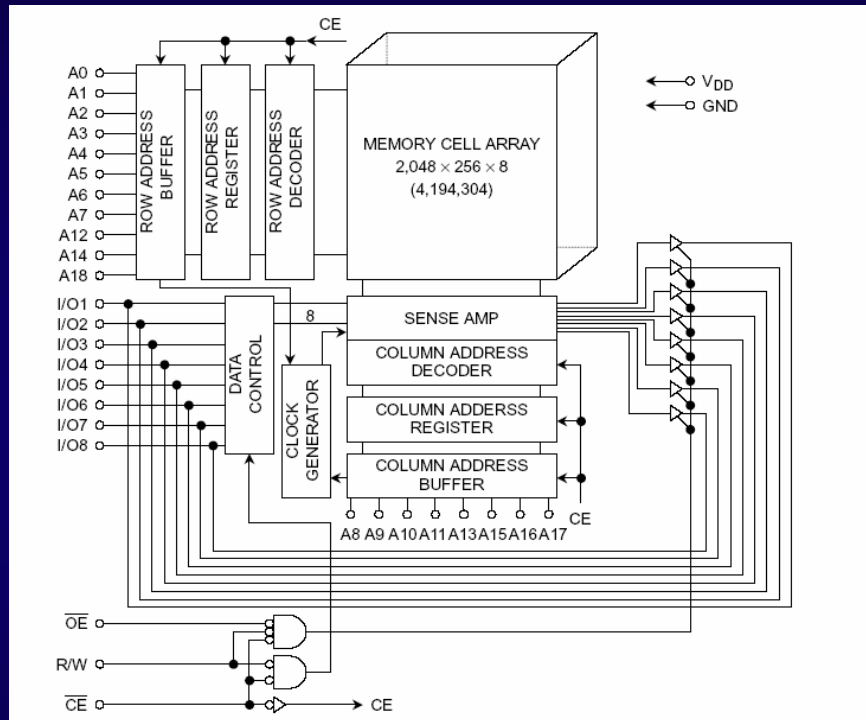 CE
A0
A1
A2
A3
A4
A5
A6
A7
A12
A14
A18
ROW ADDRESS
BUFFER
ROW ADDRESS
REGISTER
ROW ADDRESS
DECODER
MEMORY CELL ARRAY
2,048 × 256 × 8
(4,194,304)
VDD
GND
I/O1
I/O2
I/O3
I/O4
I/O5
I/O6
I/O7
I/O8
DATA
CONTROL
8
CLOCK
GENERATOR
SENSE AMP
COLUMN ADDRESS
DECODER
COLUMN ADDERSS
REGISTER
COLUMN ADDRESS
BUFFER
CE
A8 A9 A10 A11 A13 A15 A16 A17
O̅E̅
R/W
C̅E̅
CE